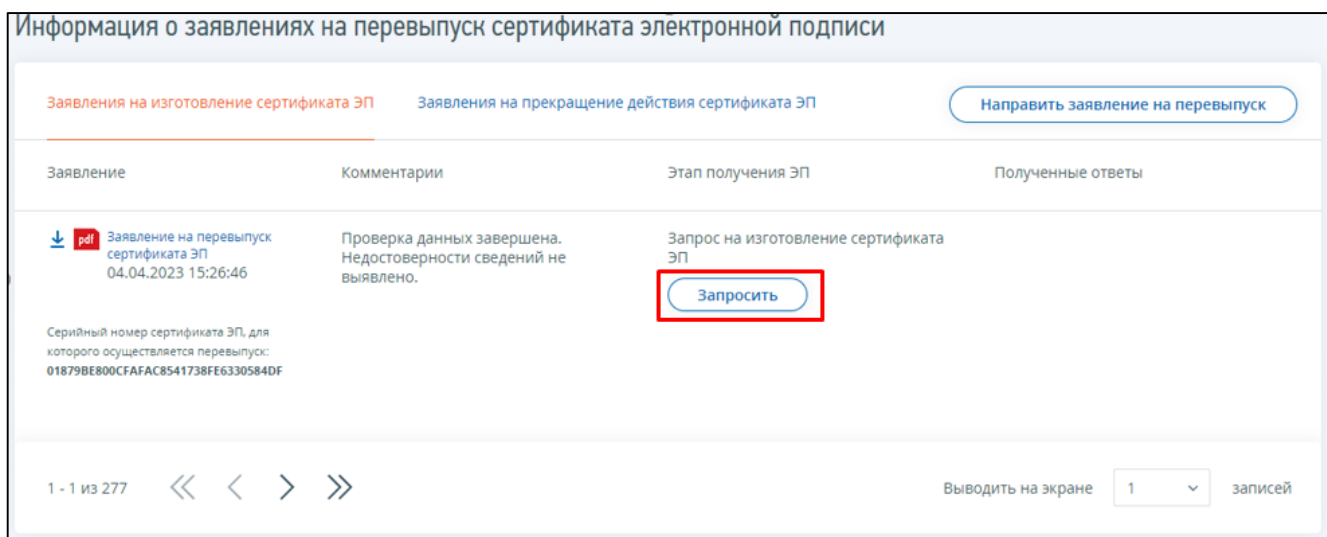 Информация о заявлениях на перевыпуск сертификата электронной подписи
Заявления на изготовление сертификата ЭП
Заявления на прекращение действия сертификата ЭП
Направить заявление на перевыпуск
Заявление
Комментарии
Этап получения ЭП
Полученные ответы
pdf
Заявление на перевыпуск
сертификата ЭП
04.04.2023 15:26:46
Проверка данных завершена.
Недостоверности сведений не
выявлено.
Запрос на изготовление сертификата
ЭП
Запросить
Серийный номер сертификата ЭП, для
которого осуществляется перевыпуск:
01879BE800CFAFAC8541738FE6330584DF
1 - 1 из 277
Выводить на экране
1
записей